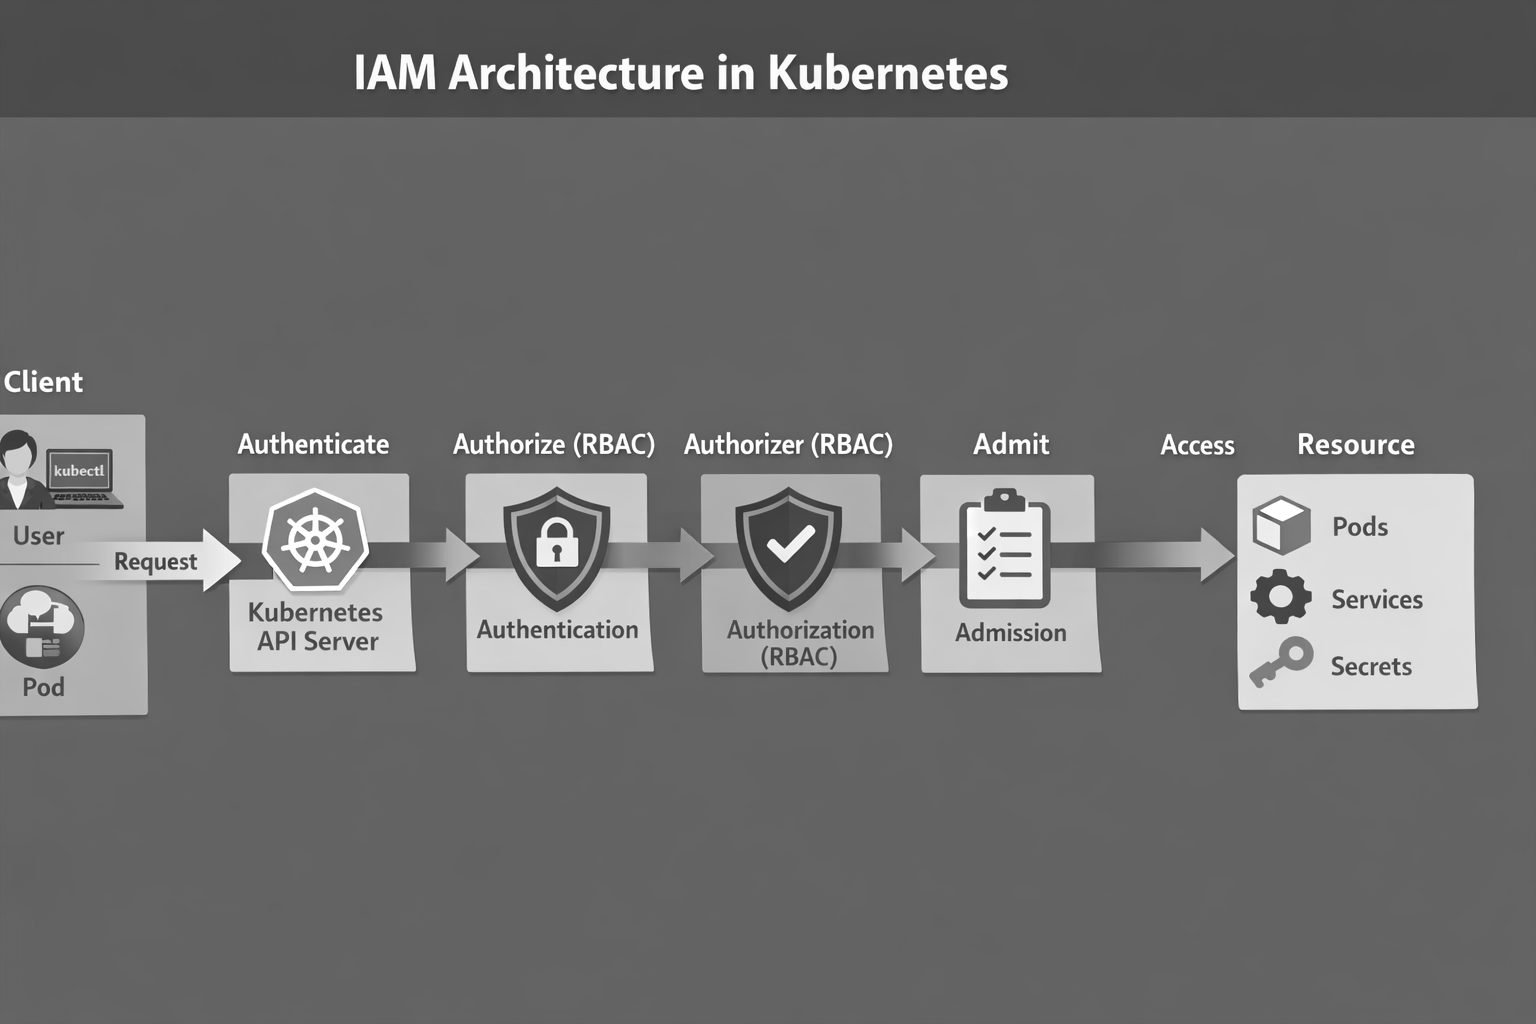 IAM Architecture in Kubernetes
Client
kubectl
User
Pod
Request
Authenticate
Kubernetes
API Server
Authorize (RBAC)
Authentication
Authorizer (RBAC)
Authorization
(RBAC)
Admit
Admission
Access
Resource
Pods
Services
Secrets